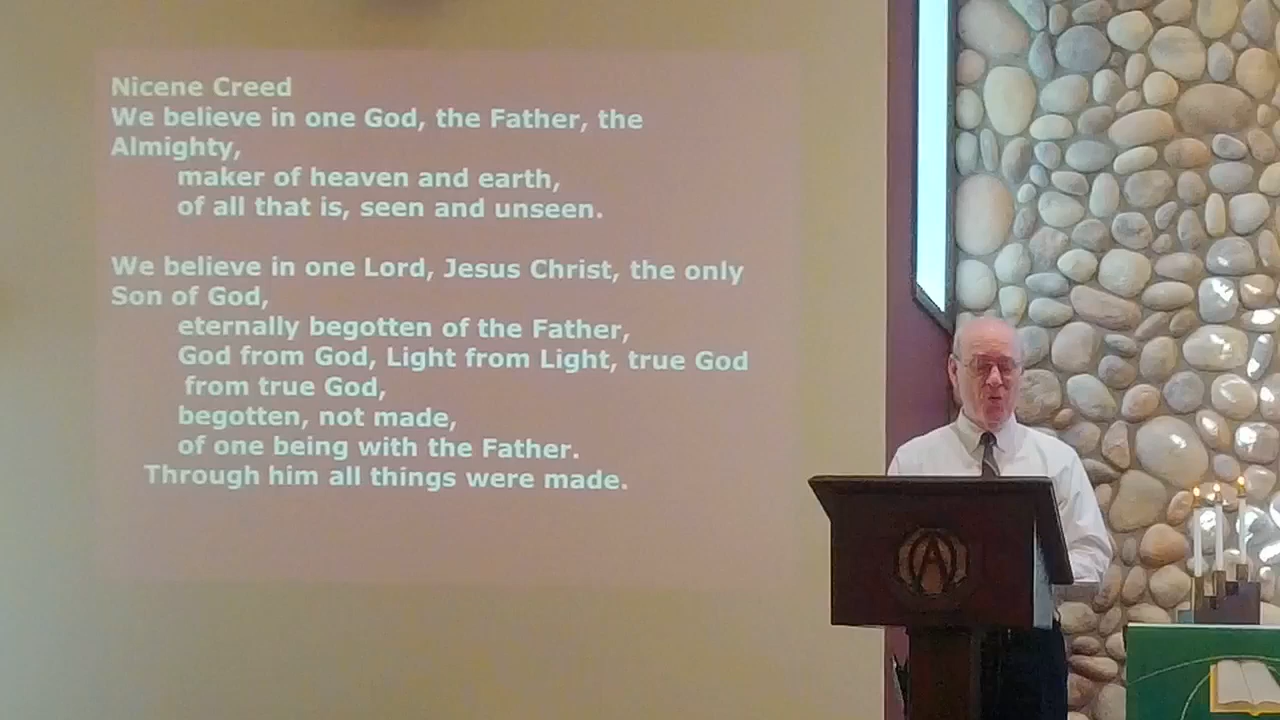 Nicene Creed
We believe in one God, the Father, the
Almighty,
maker of heaven and earth,
of all that is, seen and unseen.
We believe in one Lord, Jesus Christ, the only
Son of God,
eternally begotten of the Father,
God from God, Light from Light, true God
from true God,
begotten, not made,
of one being with the Father.
Through him all things were made.